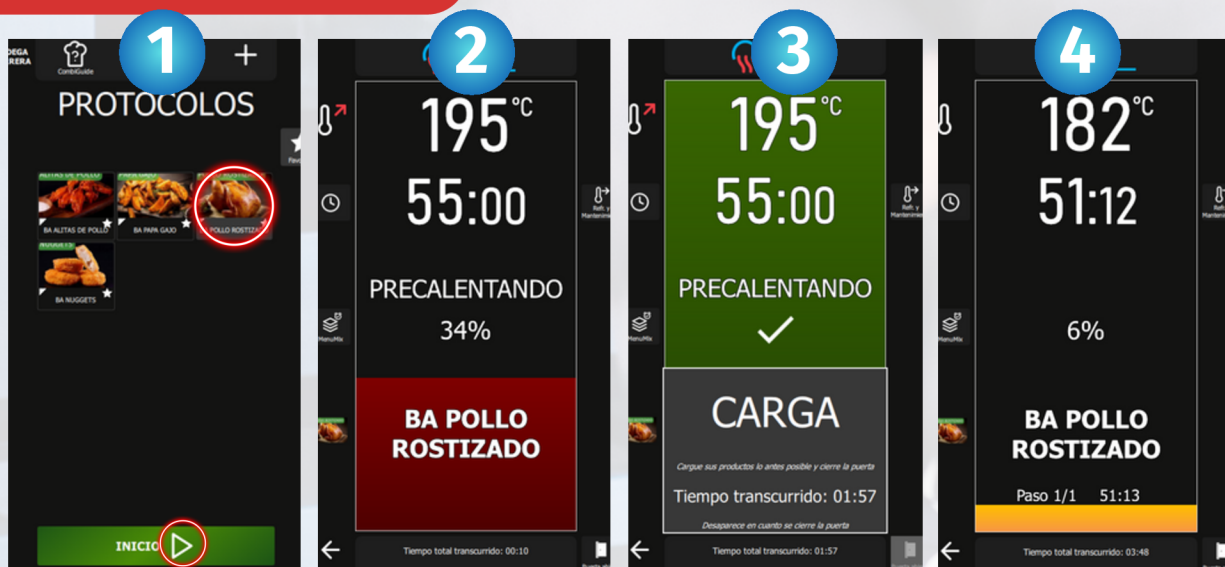 1
CombiGuide
PROTOCOLOS
ALITAS DE POLLO
BA ALITAS DE POLLO
BA PAPA GAJO
NUGGETS
BA NUGGETS
INICIO
2
195°C
55:00
PRECALENTANDO
34%
MenuMix
BA POLLO
ROSTIZADO
Tiempo total transcurrido: 00:10
3
195°C
55:00
PRECALENTANDO
MenuMix
CARGA
Cargue sus productos lo antes posible y cierre la puerta
Tiempo transcurrido: 01:57
Desaparece en cuanto se cierre la puerta
Tiempo total transcurrido: 01:57
4
182°C
51:12
6%
MenuMix
BA POLLO
ROSTIZADO
Paso 1/1 51:13
Tiempo total transcurrido: 03:48